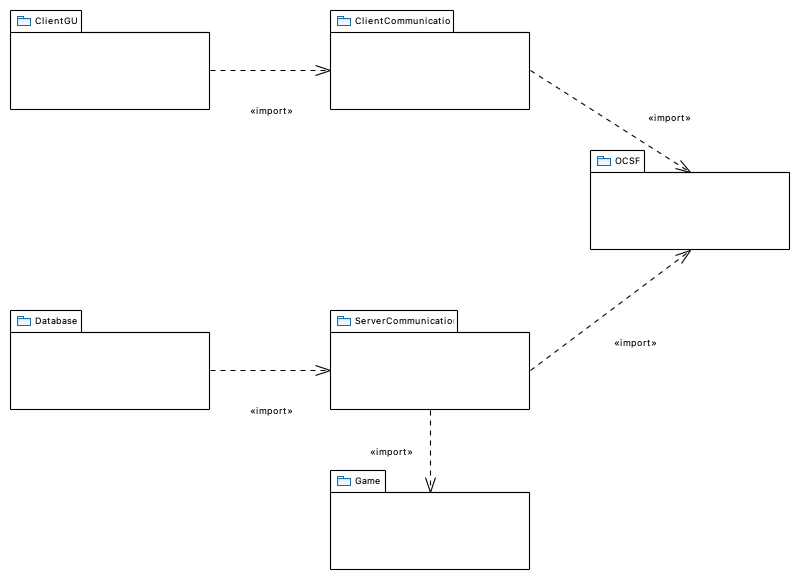 ClientGU
ClientCommunicatio
«import»
«import»
OCSF
Database
ServerCommunicatio
«import»
«import»
«import»
Game